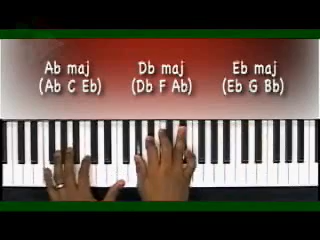 Ab maj Db maj Eb maj
(Ab C Eb) (Db F Ab) (Eb G Bb)